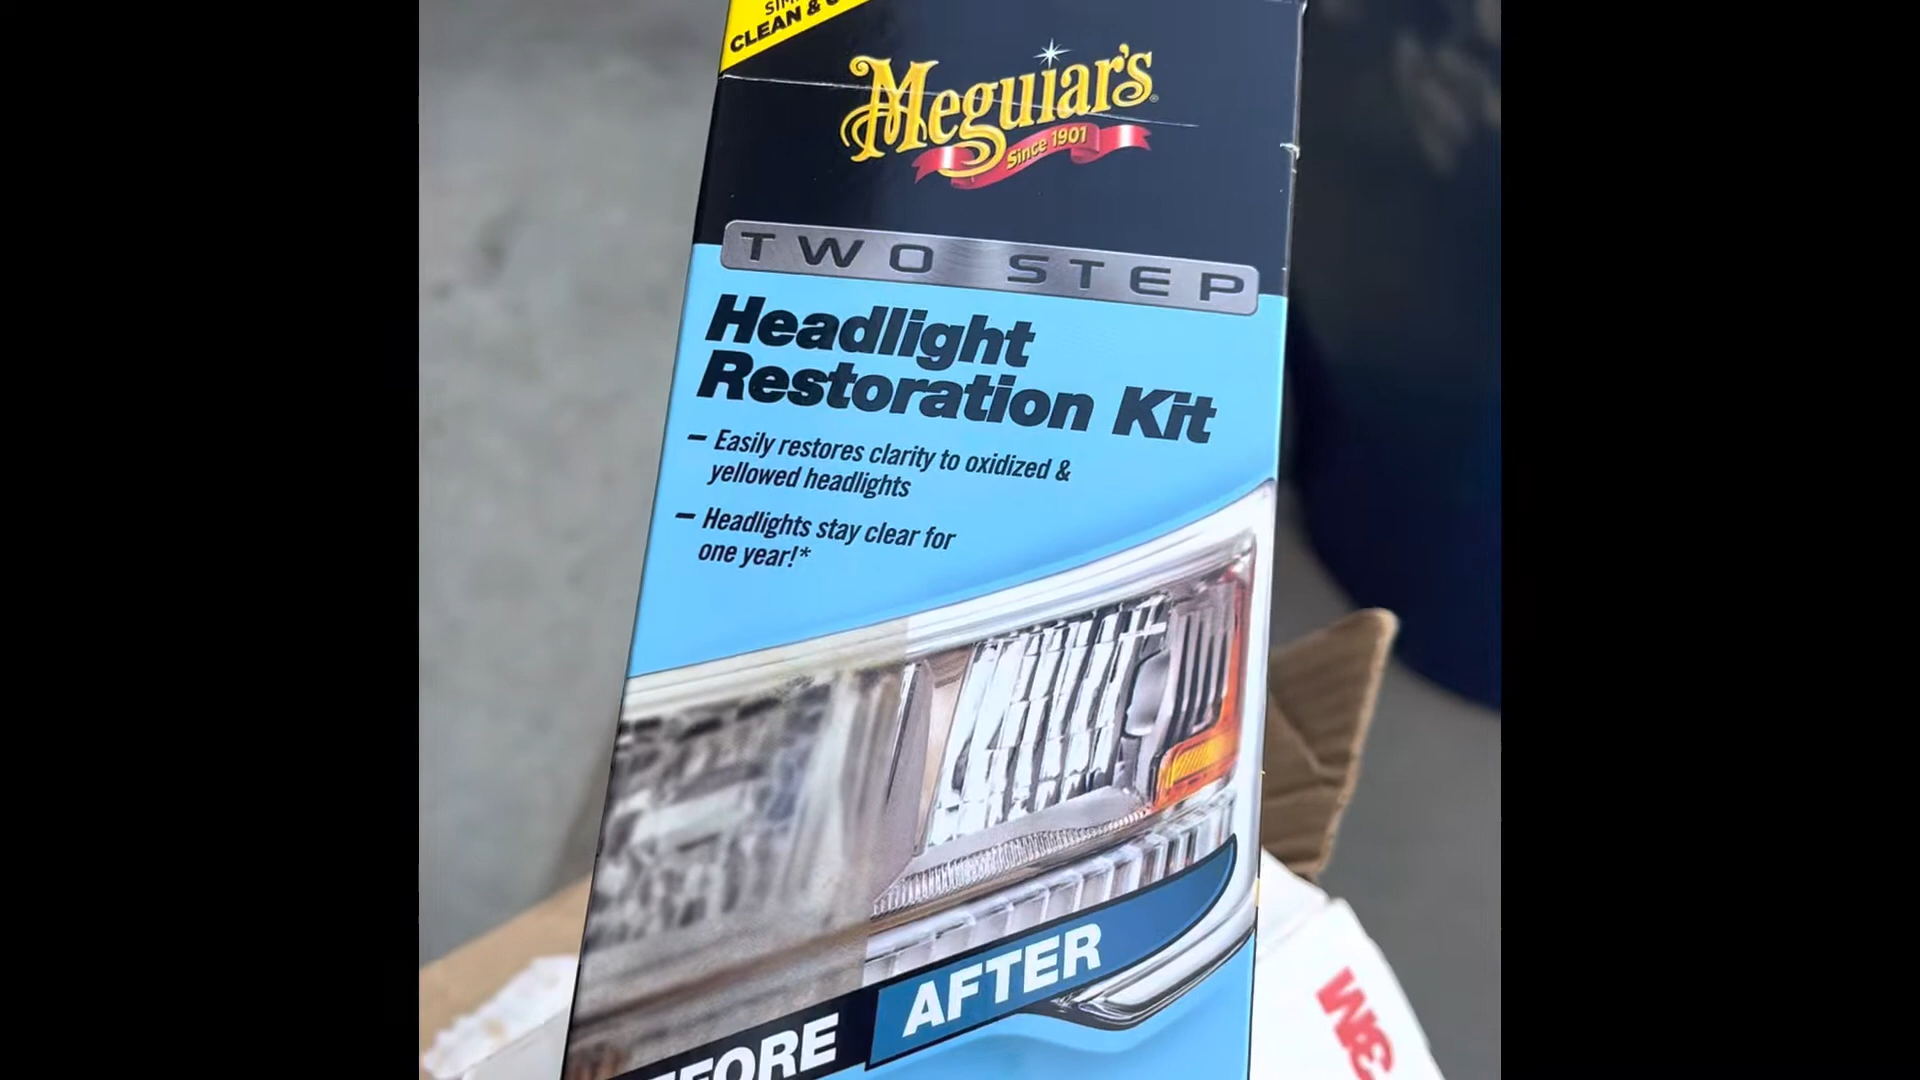 CLEAN &
Meguiar's
Since 1901
TWO STEP
Headlight
Restoration Kit
– Easily restores clarity to oxidized &
yellowed headlights
– Headlights stay clear for
one year!*
AFTER
3M